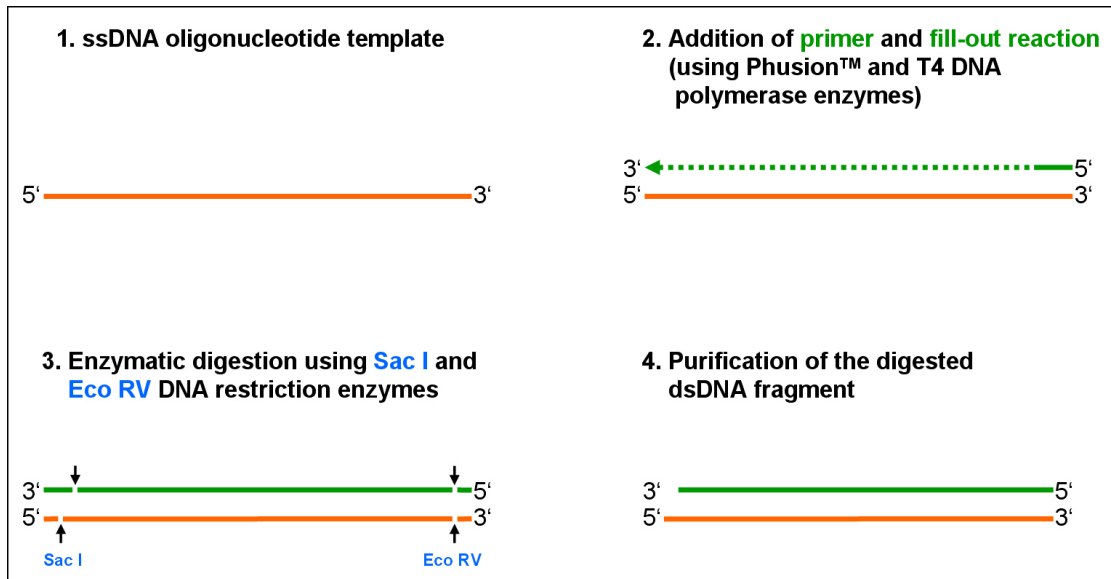 1. ssDNA oligonucleotide template
5‘ 3‘
2. Addition of primer and fill-out reaction
(using Phusion™ and T4 DNA
polymerase enzymes)
3‘ 5‘
5‘ 3‘
3. Enzymatic digestion using Sac I and
Eco RV DNA restriction enzymes
3‘ 5‘
5‘ 3‘
Sac I Eco RV
4. Purification of the digested
dsDNA fragment
3‘ 5‘
5‘ 3‘